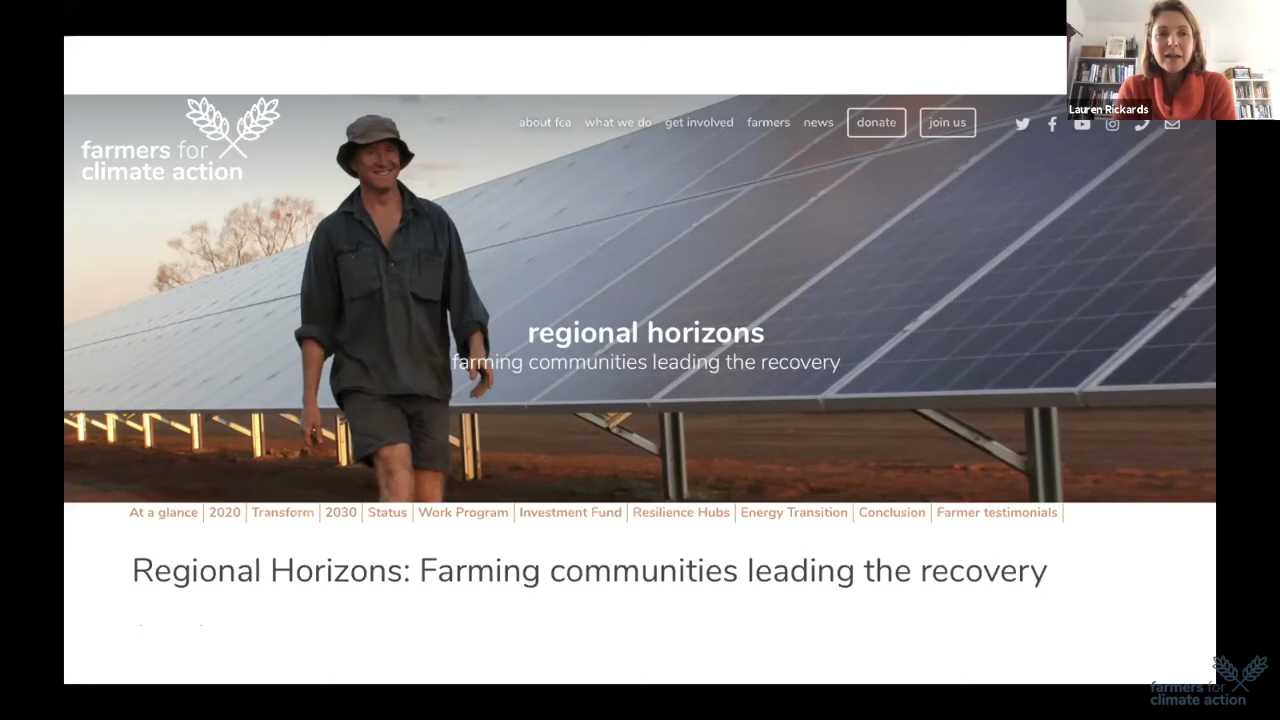 Lauren Rickards
farmers for
climate action
about fca what we do get involved farmers news donate join us
regional horizons
farming communities leading the recovery
At a glance 2020 Transform 2030 Status Work Program Investment Fund Resilience Hubs Energy Transition Conclusion Farmer testimonials
Regional Horizons: Farming communities leading the recovery
farmers for
climate action